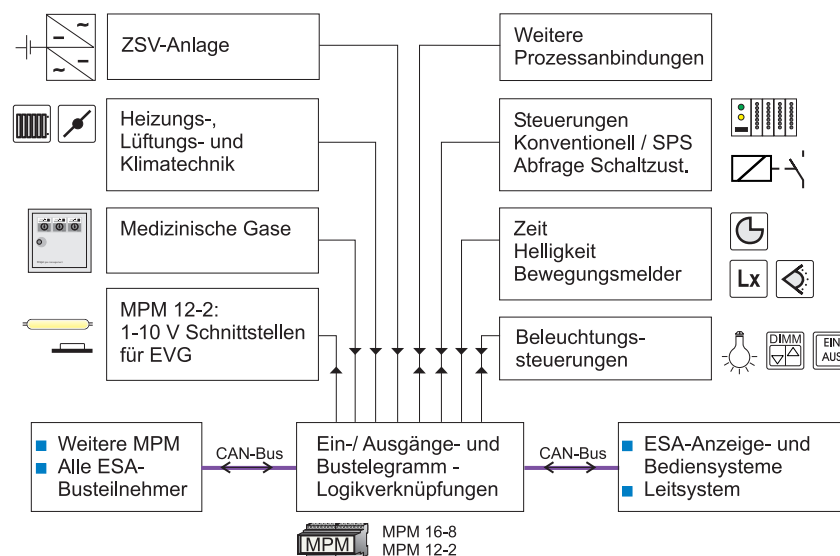 ZSV-Anlage
Heizungs-,
Lüftungs- und
Klimatechnik
Medizinische Gase
MPM 12-2:
1-10 V Schnittstellen
für EVG
Weitere
Prozessanbindungen
Steuerungen
Konventionell / SPS
Abfrage Schaltzust.
Zeit
Helligkeit
Bewegungsmelder
Lx
Beleuchtungs-
steuerungen
DIMM
EIN
AUS
Weitere MPM
Alle ESA-
Busteilnehmer
CAN-Bus
Ein-/ Ausgänge- und
Bustelegramm -
Logikverknüpfungen
CAN-Bus
ESA-Anzeige- und
Bediensysteme
Leitsystem
MPM
MPM 16-8
MPM 12-2